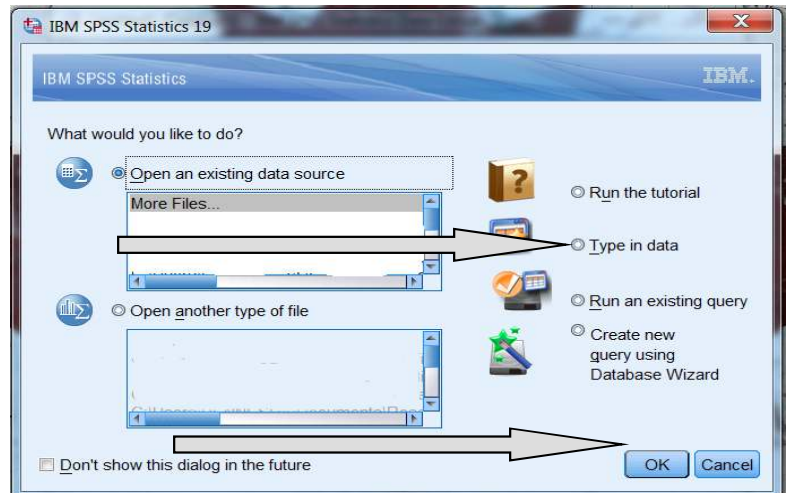 IBM SPSS Statistics 19
IBM SPSS Statistics
IBM.
What would you like to do?
Open an existing data source
More Files...
Open another type of file
Run the tutorial
Type in data
Run an existing query
Create new
query using
Database Wizard
Don't show this dialog in the future
OK
Cancel